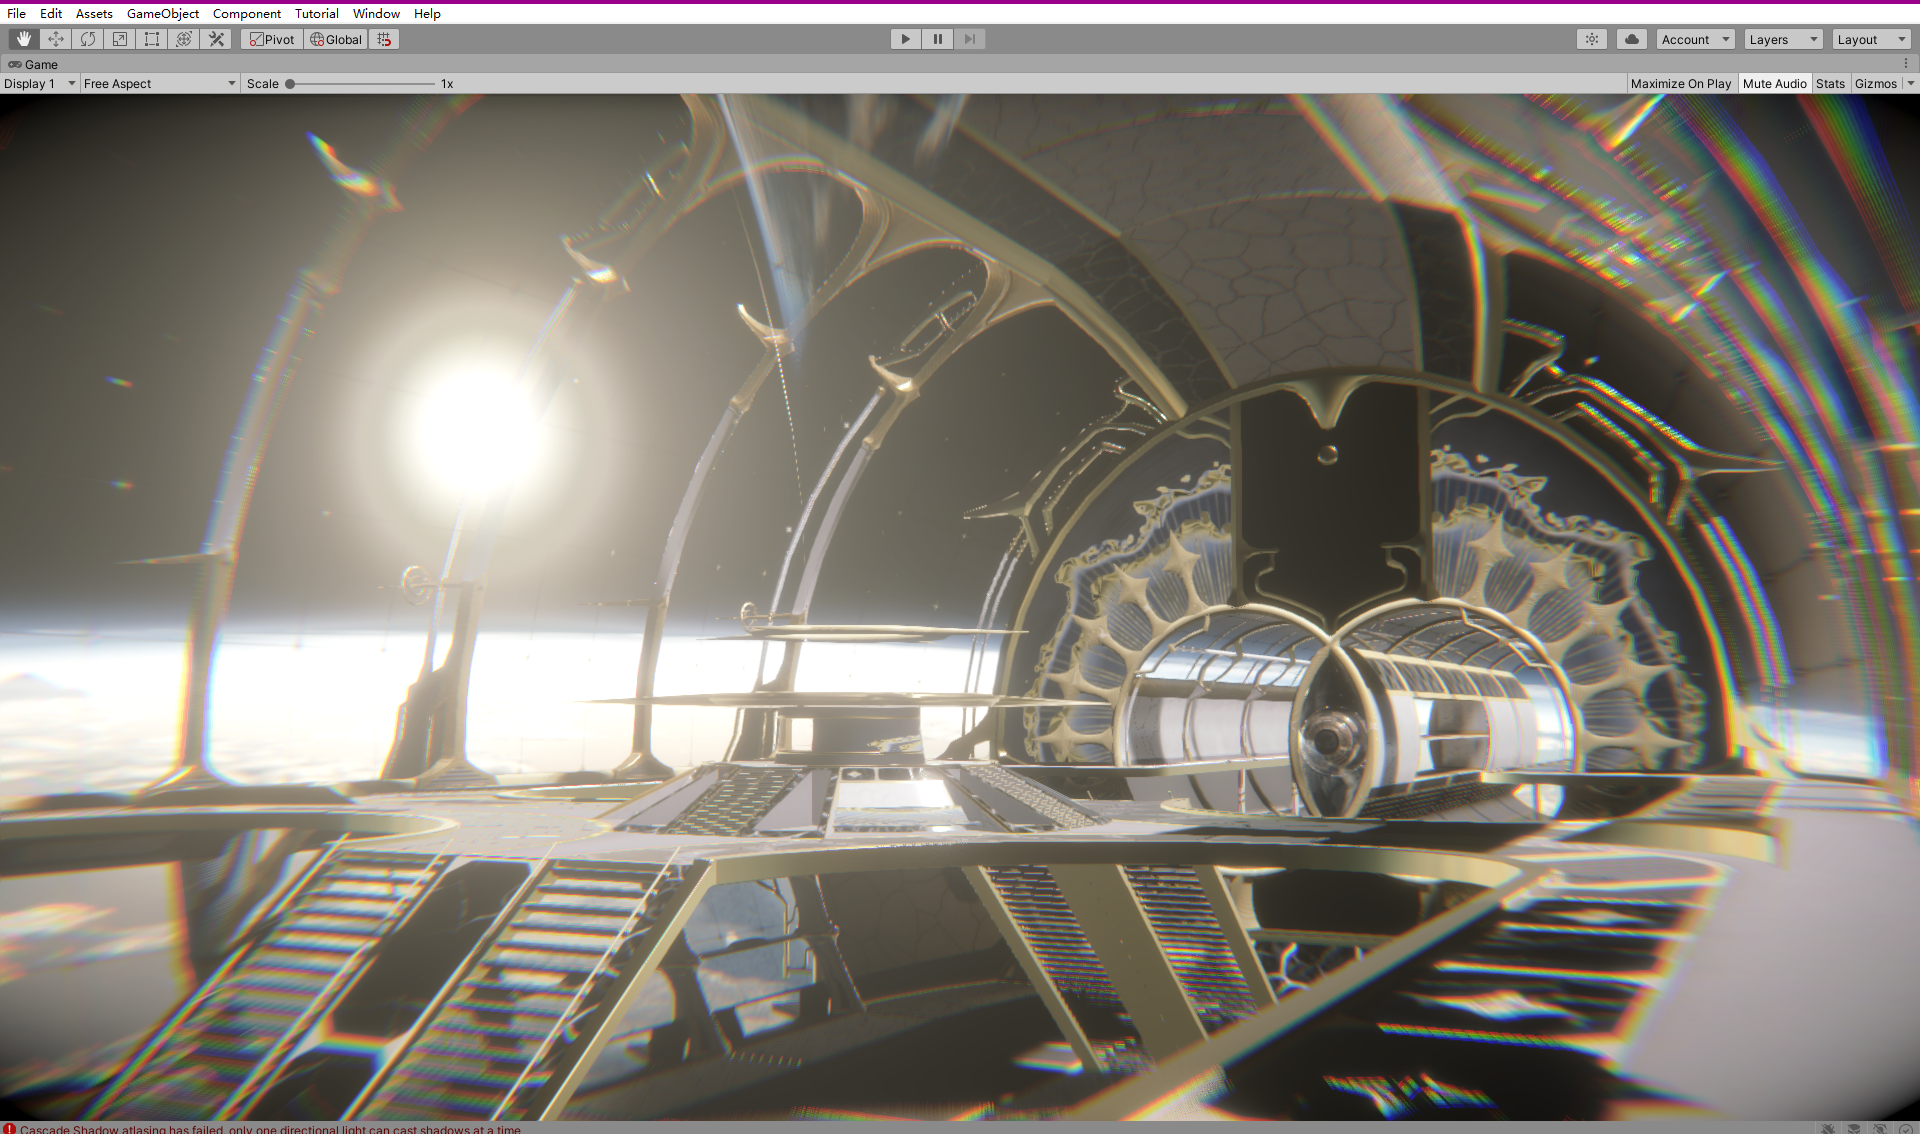 File Edit Assets GameObject Component Tutorial Window Help
Pivot Global Account Layers Layout
Game
Display 1 Free Aspect Scale 1x Maximize On Play Mute Audio Stats Gizmos
Cascade Shadow atlasing has failed, only one directional light can cast shadows at a time